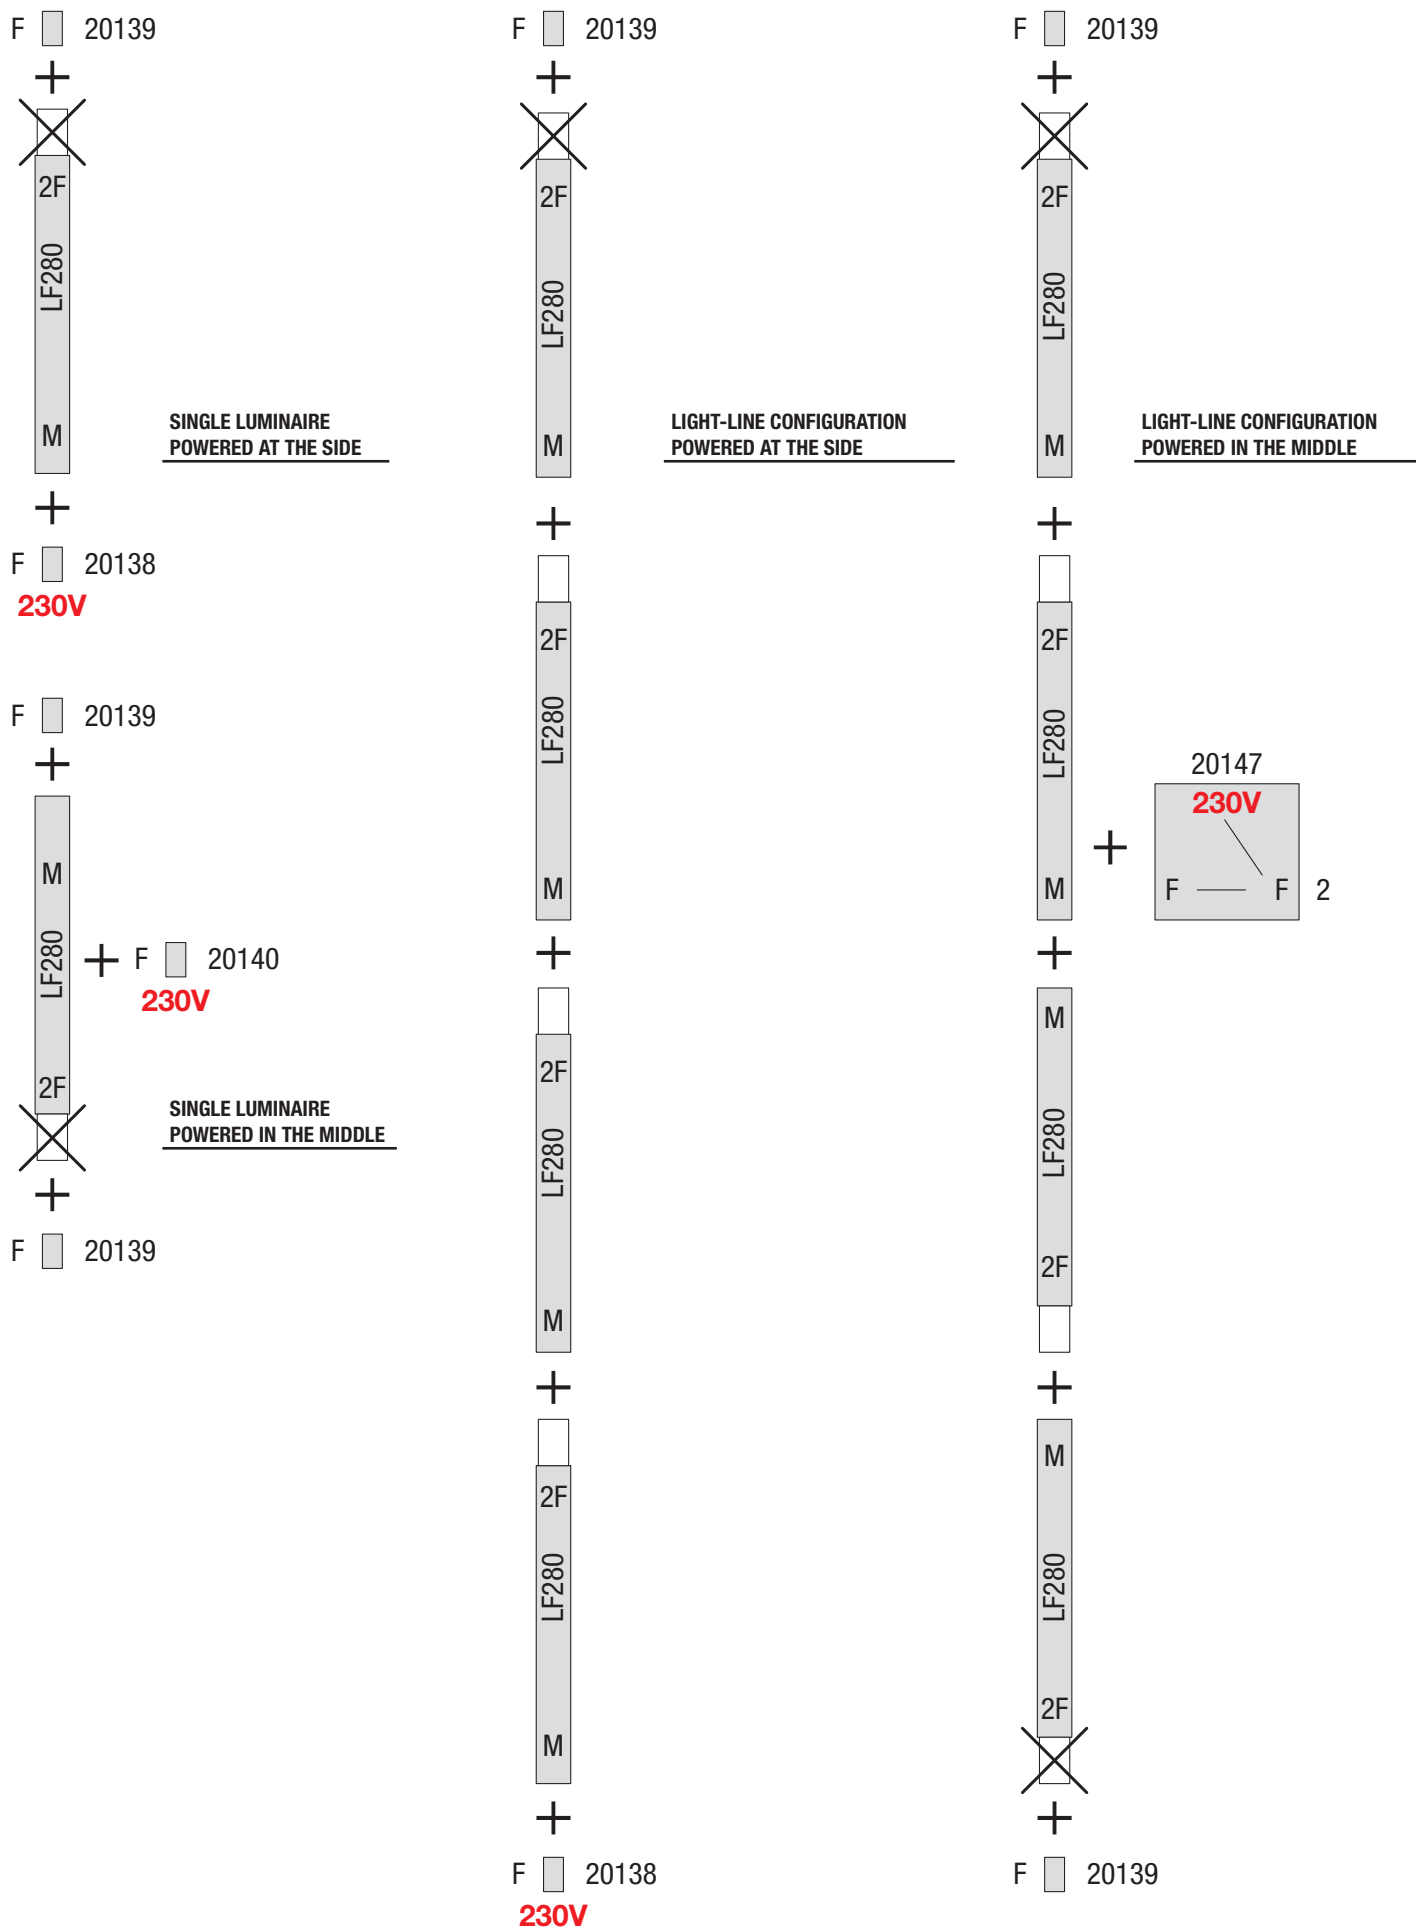 F 20139
2F
LF280
M
SINGLE LUMINAIRE
POWERED AT THE SIDE
F 20138
230V
F 20139
M
LF280
F 20140
230V
2F
SINGLE LUMINAIRE
POWERED IN THE MIDDLE
F 20139
F 20139
2F
LF280
M
LIGHT-LINE CONFIGURATION
POWERED AT THE SIDE
2F
LF280
M
2F
LF280
M
2F
LF280
M
F 20138
230V
F 20139
2F
LF280
M
LIGHT-LINE CONFIGURATION
POWERED IN THE MIDDLE
2F
LF280
M
20147
230V
F F 2
M
LF280
2F
M
LF280
2F
F 20139